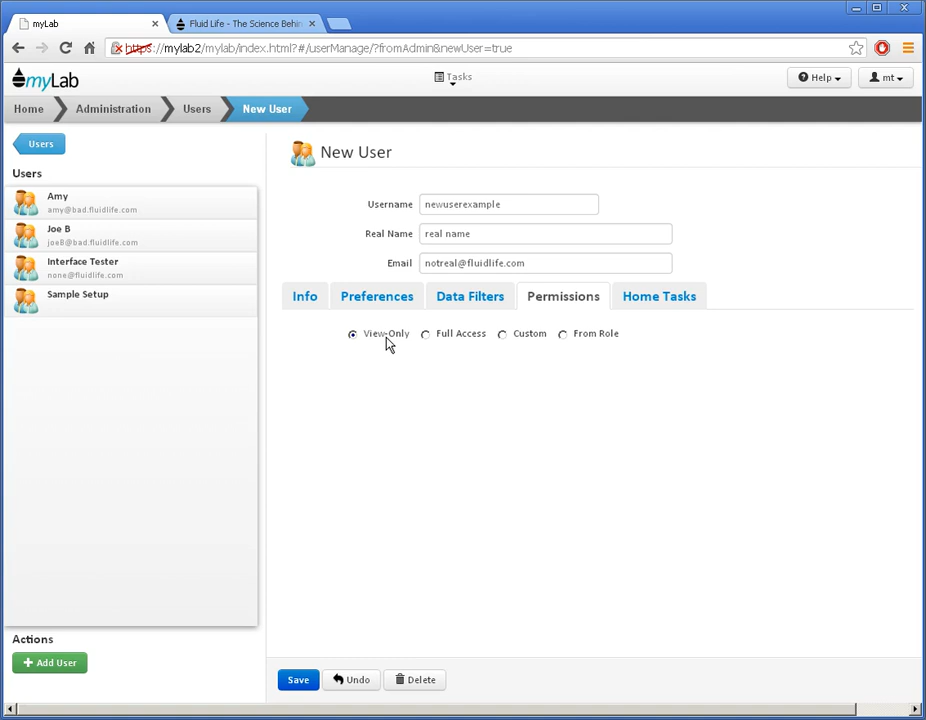 myLab
Fluid Life - The Science Behin
https://mylab2/mylab/index.html?#/userManage/?fromAdmin&newUser=true
myLab
Tasks
Help
mt
Home
Administration
Users
New User
Users
Users
Amy
amy@bad.fluidlife.com
Joe B
joeB@bad.fluidlife.com
Interface Tester
none@fluidlife.com
Sample Setup
Actions
Add User
New User
Username newuserexample
Real Name real name
Email notreal@fluidlife.com
Info Preferences Data Filters Permissions Home Tasks
View-Only Full Access Custom From Role
Save Undo Delete